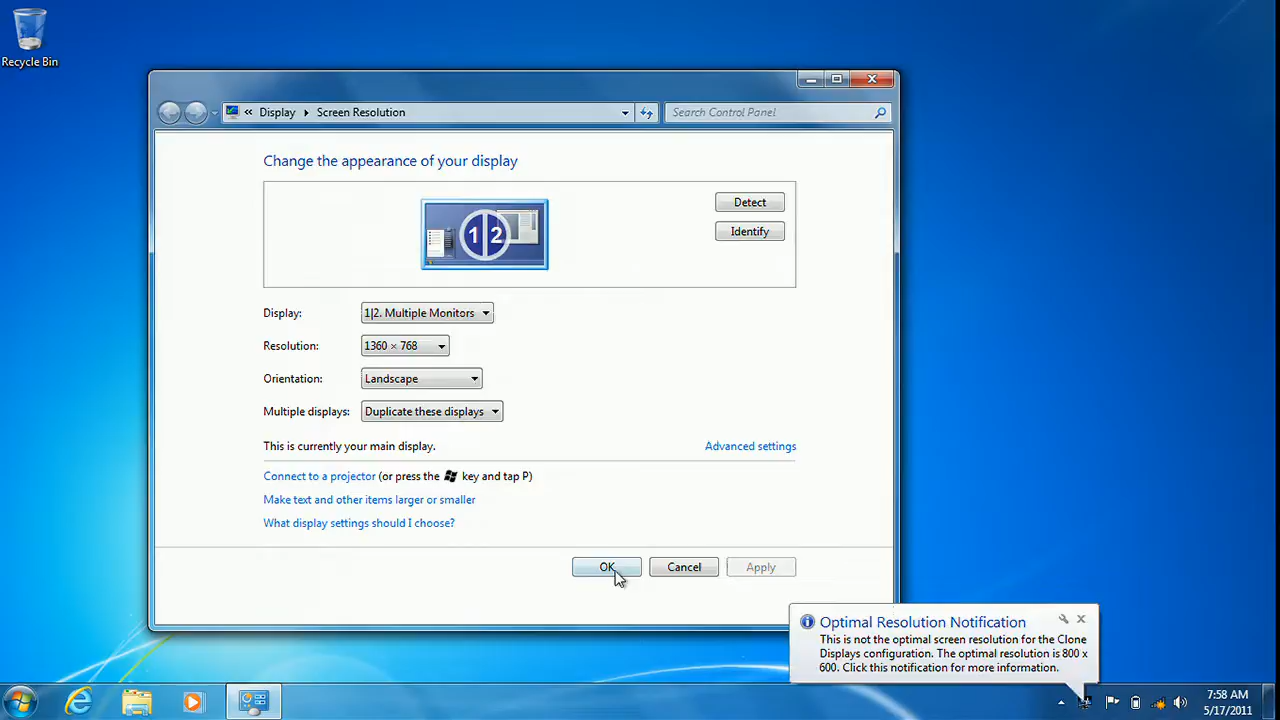 Recycle Bin
« Display Screen Resolution
Search Control Panel
Change the appearance of your display
1 2
Detect
Identify
Display: 1|2. Multiple Monitors
Resolution: 1360 × 768
Orientation: Landscape
Multiple displays: Duplicate these displays
This is currently your main display.
Advanced settings
Connect to a projector (or press the key and tap P)
Make text and other items larger or smaller
What display settings should I choose?
OK Cancel Apply
Optimal Resolution Notification
This is not the optimal screen resolution for the Clone
Displays configuration. The optimal resolution is 800 x
600. Click this notification for more information.
7:58 AM
5/17/2011